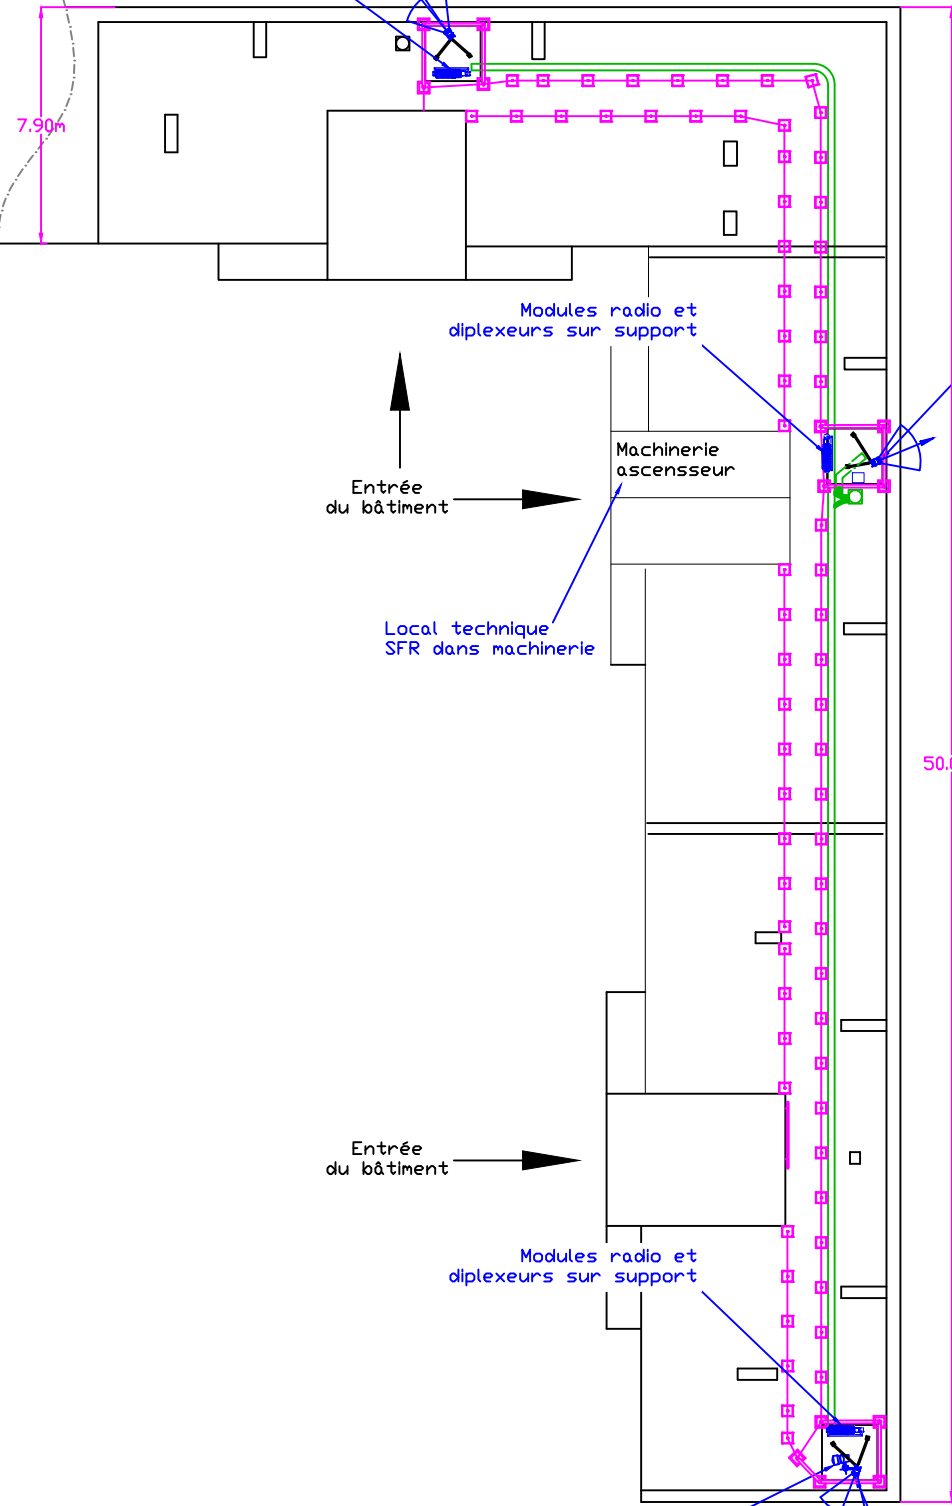 7.90m
Modules radio et
diplexeurs sur support
Machinerie
ascensseur
Entrée
du bâtiment
Local technique
SFR dans machinerie
50.
Entrée
du bâtiment
Modules radio et
diplexeurs sur support